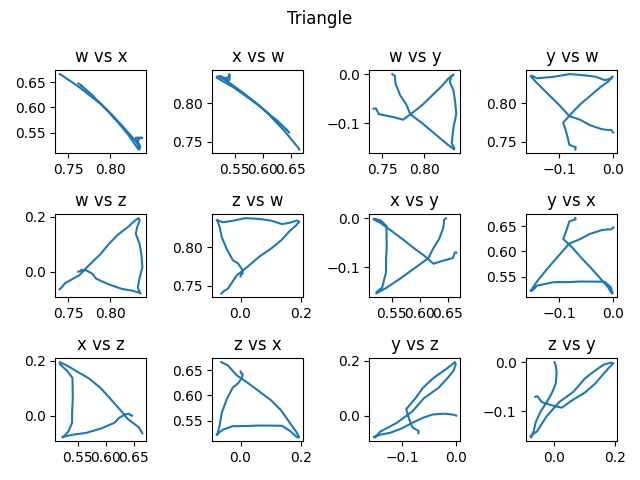 Triangle
w vs x
x vs w
w vs y
y vs w
0.65
0.60
0.55
0.75 0.80
0.80
0.75
0.55 0.60 0.65
0.0
−0.1
0.75 0.80
0.80
0.75
−0.1 0.0
w vs z
z vs w
x vs y
y vs x
0.2
0.0
0.75 0.80
0.80
0.75
0.0 0.2
0.0
−0.1
0.55 0.60 0.65
0.65
0.60
0.55
−0.1 0.0
x vs z
z vs x
y vs z
z vs y
0.2
0.0
0.55 0.60 0.65
0.65
0.60
0.55
0.0 0.2
0.2
0.0
−0.1 0.0
0.0
−0.1
0.0 0.2